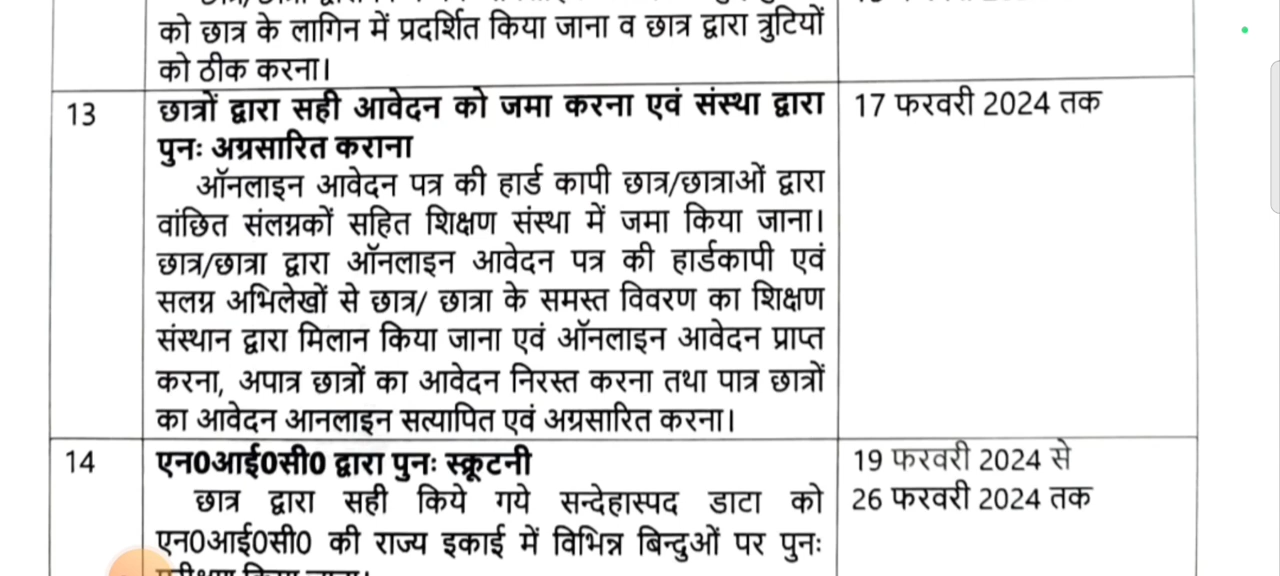 को छात्र के लागिन में प्रदर्शित किया जाना व छात्र द्वारा त्रुटियों
को ठीक करना।
13
छात्रों द्वारा सही आवेदन को जमा करना एवं संस्था द्वारा
17 फरवरी 2024 तक
पुनः अग्रसारित कराना
ऑनलाइन आवेदन पत्र की हार्ड कापी छात्र/छात्राओं द्वारा
वांछित संलग्नकों सहित शिक्षण संस्था में जमा किया जाना।
छात्र/छात्रा द्वारा ऑनलाइन आवेदन पत्र की हार्डकापी एवं
सलग्न अभिलेखों से छात्र/ छात्रा के समस्त विवरण का शिक्षण
संस्थान द्वारा मिलान किया जाना एवं ऑनलाइन आवेदन प्राप्त
करना, अपात्र छात्रों का आवेदन निरस्त करना तथा पात्र छात्रों
का आवेदन आनलाइन सत्यापित एवं अग्रसारित करना।
14
एन0आई0सी0 द्वारा पुनः स्क्रूटनी
19 फरवरी 2024 से
छात्र द्वारा सही किये गये सन्देहास्पद डाटा को
26 फरवरी 2024 तक
एन0आई0सी0 की राज्य इकाई में विभिन्न बिन्दुओं पर पुनः